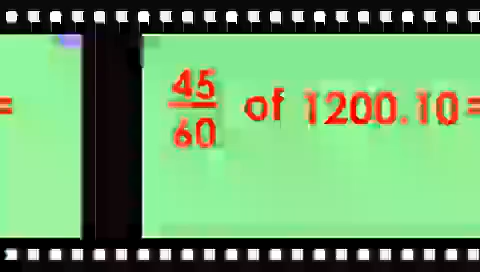 =
45/60 of 1200.10 =